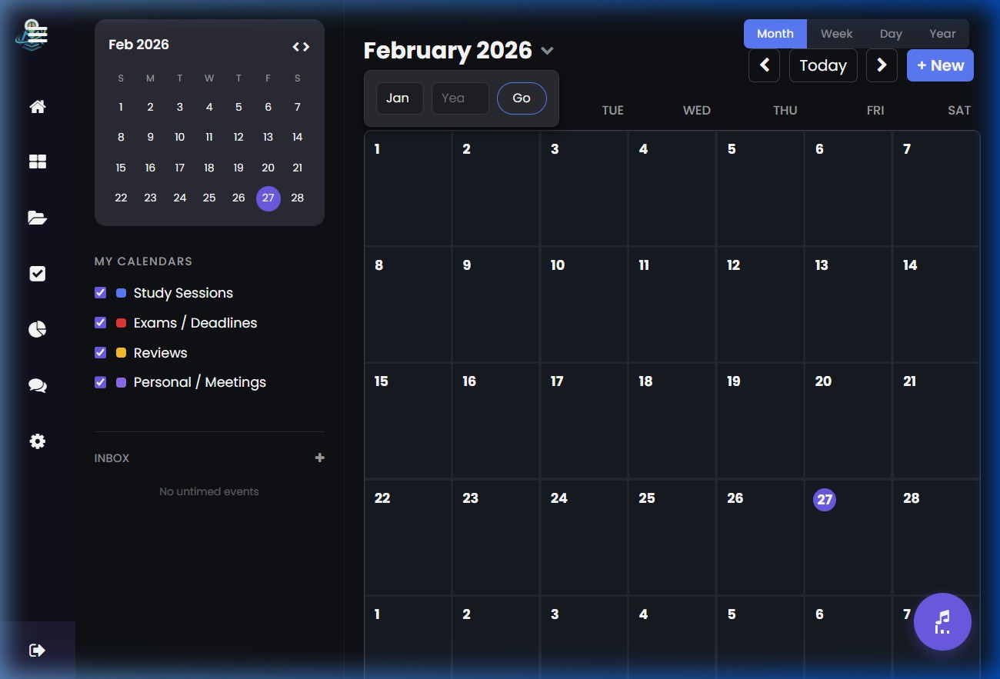 Feb 2026
S M T W T F S
1 2 3 4 5 6 7
8 9 10 11 12 13 14
15 16 17 18 19 20 21
22 23 24 25 26 27 28
MY CALENDARS
Study Sessions
Exams / Deadlines
Reviews
Personal / Meetings
INBOX +
No untimed events
February 2026
Month Week Day Year
Today + New
Jan Yea Go
TUE WED THU FRI SAT
1 2 3 4 5 6 7
8 9 10 11 12 13 14
15 16 17 18 19 20 21
22 23 24 25 26 27 28
1 2 3 4 5 6 7